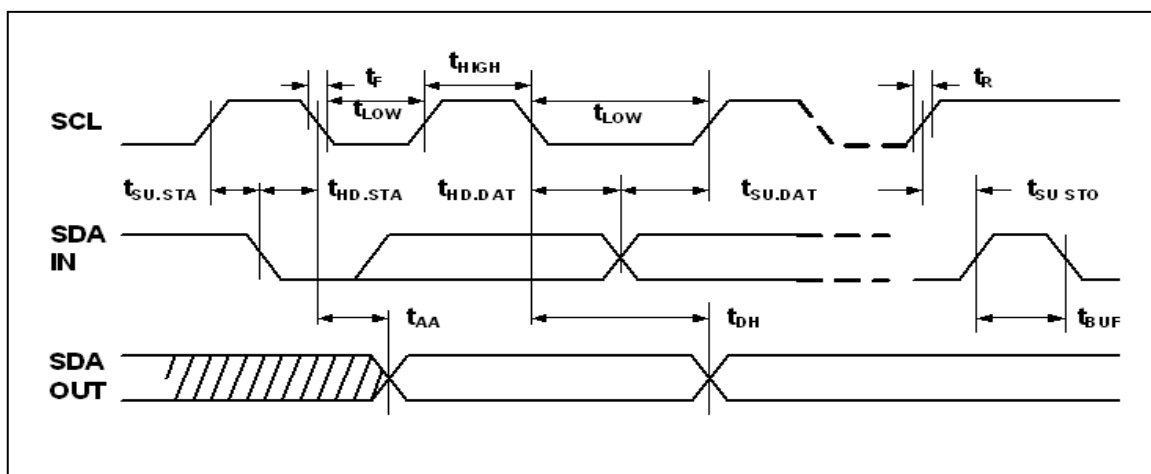 tF
tHIGH
tR
SCL
tLOW
tLOW
tSU.STA
tHD.STA
tHD.DAT
tSU.DAT
tSU STO
SDA
IN
tAA
tDH
tBUF
SDA
OUT